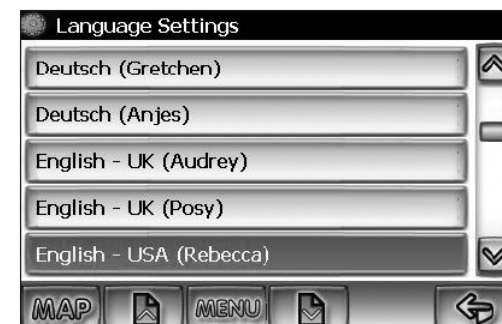 Language Settings
Deutsch (Gretchen)
Deutsch (Anjes)
English - UK (Audrey)
English - UK (Posy)
English - USA (Rebecca)
MAP MENU